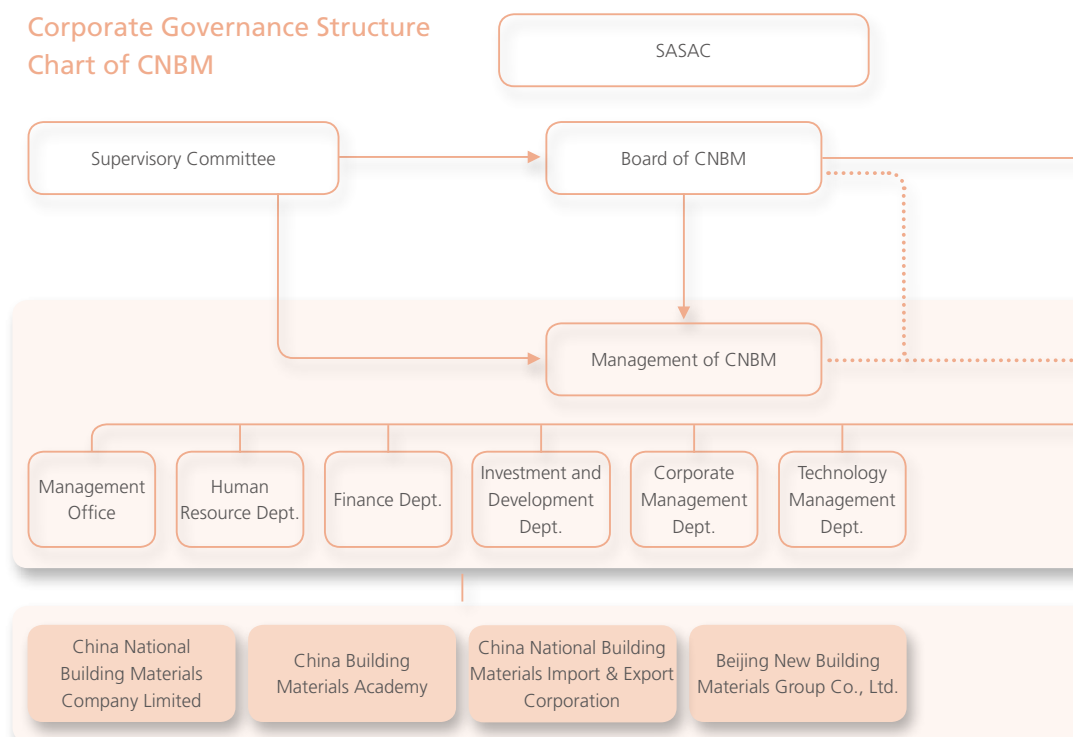 Corporate Governance Structure
Chart of CNBM
SASAC
Supervisory Committee
Board of CNBM
Management of CNBM
Management
Office
Human
Resource Dept.
Finance Dept.
Investment and
Development
Dept.
Corporate
Management
Dept.
Technology
Management
Dept.
China National
Building Materials
Company Limited
China Building
Materials Academy
China National Building
Materials Import & Export
Corporation
Beijing New Building
Materials Group Co., Ltd.